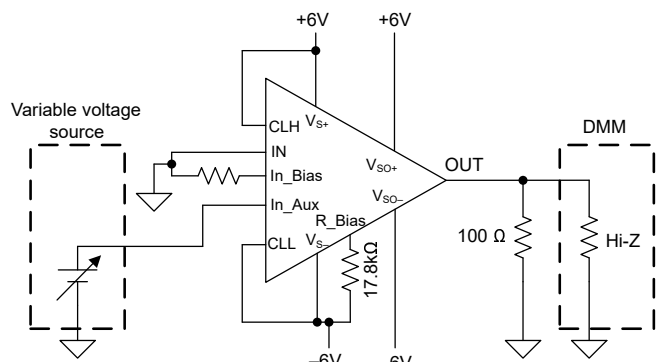 +6V
+6V
Variable voltage
source
DMM
CLH
VS+
IN
In_Bias
In_Aux
VSO+
OUT
VSO–
R_Bias
CLL
VS–
17.8kΩ
100 Ω
Hi-Z
–6V
-6V